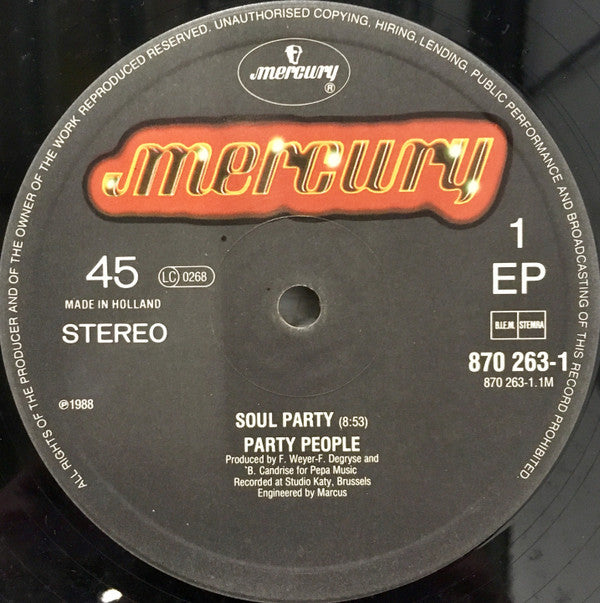 ALL RIGHTS OF THE PRODUCER AND OF THE OWNER OF THE WORK REPRODUCED RESERVED. UNAUTHORISED COPYING, HIRING, LENDING, PUBLIC PERFORMANCE AND BROADCASTING OF THIS RECORD PROHIBITED.
mercury
®
mercury
45
LC 0268
MADE IN HOLLAND
STEREO
1
EP
B.I.E.M. STEMRA
870 263-1
870 263-1.1M
℗1988
SOUL PARTY (8:53)
PARTY PEOPLE
Produced by F. Weyer-F. Degryse and
B. Candrise for Pepa Music
Recorded at Studio Katy, Brussels
Engineered by Marcus